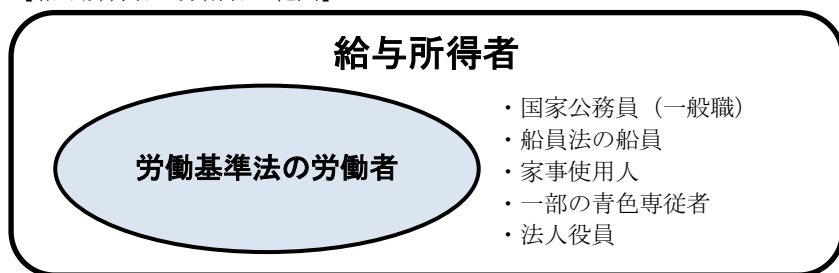 給与所得者
労働基準法の労働者
・国家公務員（一般職）
・船員法の船員
・家事使用人
・一部の青色専従者
・法人役員